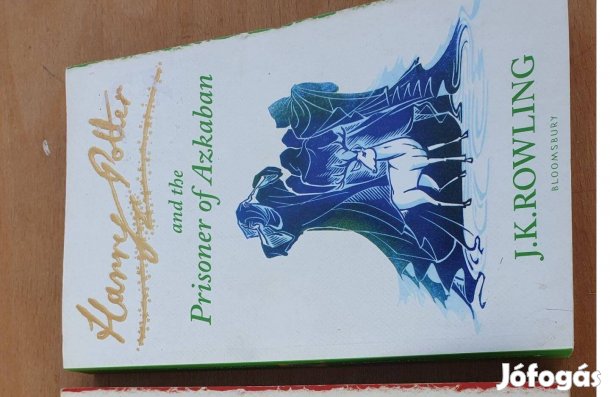 Harry Potter
and the
Prisoner of Azkaban
J.K.ROWLING
BLOOMSBURY
Jófogás